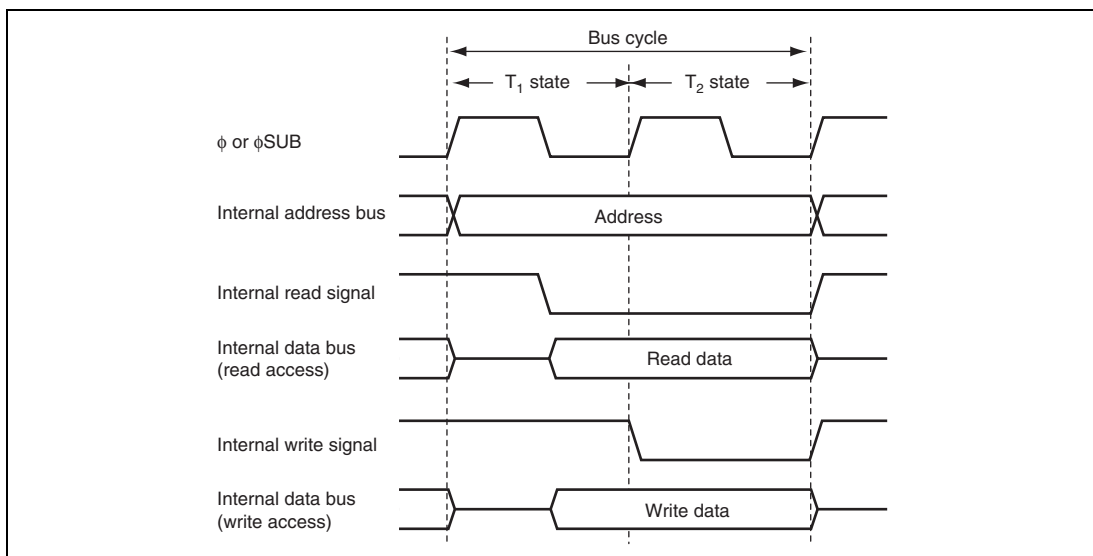 Bus cycle
T₁ state
T₂ state
φ or φSUB
Internal address bus
Address
Internal read signal
Internal data bus
(read access)
Read data
Internal write signal
Internal data bus
(write access)
Write data